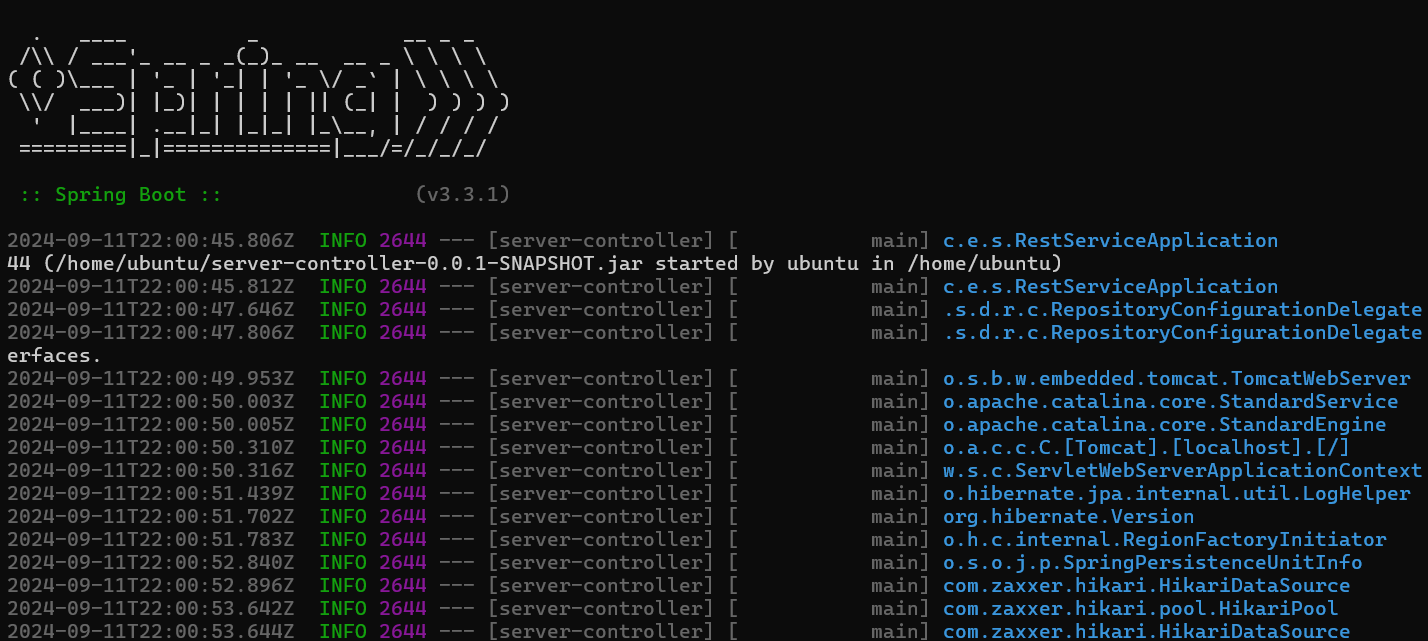 .   ____          _            __ _ _
 /\\ / ___'_ __ _ _(_)_ __  __ _ \ \ \ \
( ( )\___ | '_ | '_| | '_ \/ _` | \ \ \ \
 \\/  ___)| |_)| | | | | || (_| |  ) ) ) )
  '  |____| .__|_| |_|_| |_\__, | / / / /
 =========|_|==============|___/=/_/_/_/
 :: Spring Boot ::                (v3.3.1)
2024-09-11T22:00:45.806Z  INFO 2644 --- [server-controller] [           main] c.e.s.RestServiceApplication
44 (/home/ubuntu/server-controller-0.0.1-SNAPSHOT.jar started by ubuntu in /home/ubuntu)
2024-09-11T22:00:45.812Z  INFO 2644 --- [server-controller] [           main] c.e.s.RestServiceApplication
2024-09-11T22:00:47.646Z  INFO 2644 --- [server-controller] [           main] .s.d.r.c.RepositoryConfigurationDelegate
2024-09-11T22:00:47.806Z  INFO 2644 --- [server-controller] [           main] .s.d.r.c.RepositoryConfigurationDelegate
erfaces.
2024-09-11T22:00:49.953Z  INFO 2644 --- [server-controller] [           main] o.s.b.w.embedded.tomcat.TomcatWebServer
2024-09-11T22:00:50.003Z  INFO 2644 --- [server-controller] [           main] o.apache.catalina.core.StandardService
2024-09-11T22:00:50.005Z  INFO 2644 --- [server-controller] [           main] o.apache.catalina.core.StandardEngine
2024-09-11T22:00:50.310Z  INFO 2644 --- [server-controller] [           main] o.a.c.c.C.[Tomcat].[localhost].[/]
2024-09-11T22:00:50.316Z  INFO 2644 --- [server-controller] [           main] w.s.c.ServletWebServerApplicationContext
2024-09-11T22:00:51.439Z  INFO 2644 --- [server-controller] [           main] o.hibernate.jpa.internal.util.LogHelper
2024-09-11T22:00:51.702Z  INFO 2644 --- [server-controller] [           main] org.hibernate.Version
2024-09-11T22:00:51.783Z  INFO 2644 --- [server-controller] [           main] o.h.c.internal.RegionFactoryInitiator
2024-09-11T22:00:52.840Z  INFO 2644 --- [server-controller] [           main] o.s.o.j.p.SpringPersistenceUnitInfo
2024-09-11T22:00:52.896Z  INFO 2644 --- [server-controller] [           main] com.zaxxer.hikari.HikariDataSource
2024-09-11T22:00:53.642Z  INFO 2644 --- [server-controller] [           main] com.zaxxer.hikari.pool.HikariPool
2024-09-11T22:00:53.644Z  INFO 2644 --- [server-controller] [           main] com.zaxxer.hikari.HikariDataSource